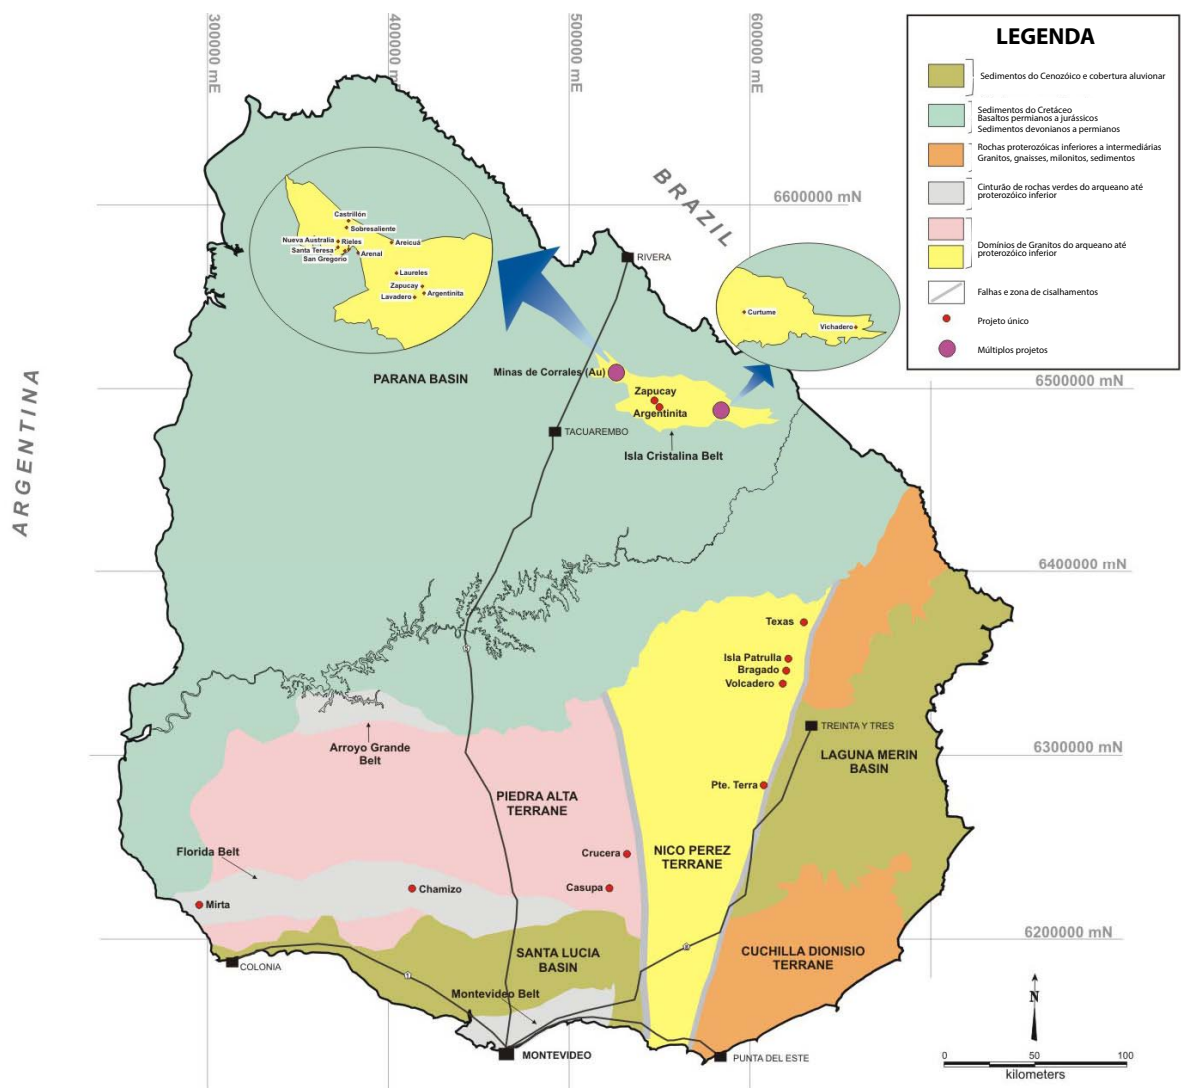 300000 mE
400000 mE
500000 mE
600000 mE
LEGENDA
Sedimentos do Cenozóico e cobertura aluvionar
Sedimentos do Cretáceo
Basaltos permianos a jurássicos
Sedimentos devonianos a permianos
Rochas proterozóicas inferiores a intermediárias
Granitos, gnaisses, milonitos, sedimentos
Cinturão de rochas verdes do arqueano até
proterozóico inferior
Domínios de Granitos do arqueano até
proterozóico inferior
Falhas e zona de cisalhamentos
Projeto único
Múltiplos projetos
BRAZIL
6600000 mN
Castrillón
Sobresaliente
Nueva Australia
Rieles
Areicuá
Santa Teresa
Arenal
San Gregorio
Laureles
Zapucay
Argentinita
Lavadero
RIVERA
Curtume
Vichadero
PARANA BASIN
Minas de Corrales (Au)
6500000 mN
Zapucay
Argentinita
ARGENTINA
TACUAREMBO
Isla Cristalina Belt
6400000 mN
Texas
5
Isla Patrulla
Bragado
Volcadero
TREINTA Y TRES
Arroyo Grande
Belt
6300000 mN
LAGUNA MERIN
BASIN
Pte. Terra
PIEDRA ALTA
TERRANE
Florida Belt
Crucera
NICO PEREZ
TERRANE
Chamizo
Casupa
Mirta
6200000 mN
SANTA LUCIA
BASIN
CUCHILLA DIONISIO
TERRANE
8
COLONIA
1
Montevideo Belt
N
MONTEVIDEO
PUNTA DEL ESTE
0 50 100
kilometers